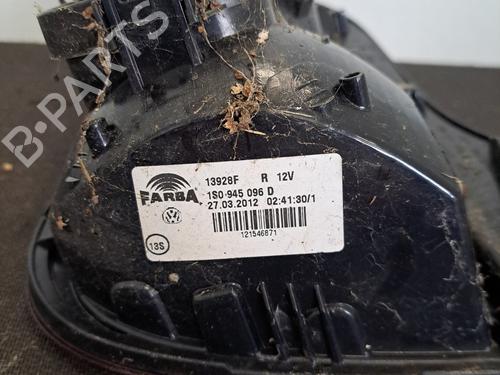 B-PARTS
13928F R 12V
FARBA 1S0 945 096 D
27.03.2012 02:41:30/1
121546871
13S